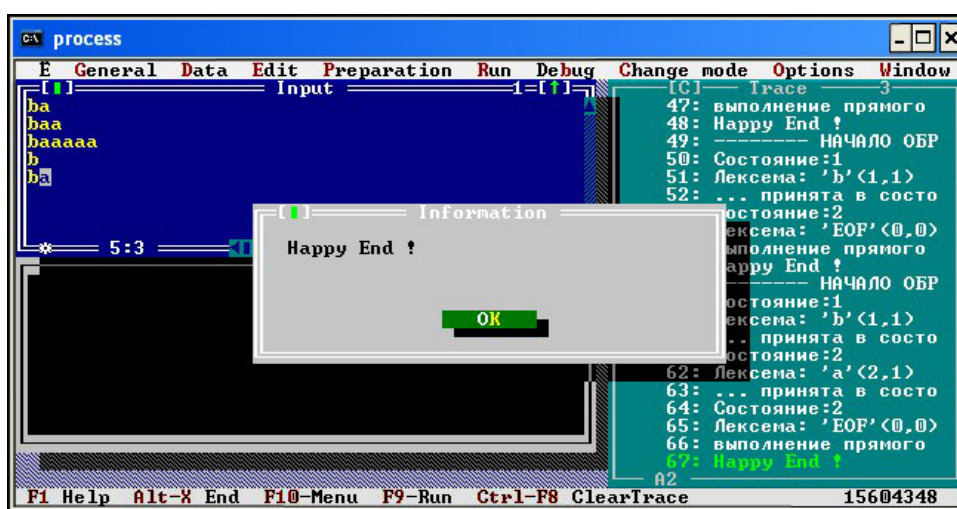 process
Ë General Data Edit Preparation Run Debug Change mode Options Window
Input 1=[↑]
ba
baa
baaaaa
b
ba
5:3
Information
Happy End !
OK
[C] Trace 3
47: выполнение прямого
48: Happy End !
49: -------- НАЧАЛО ОБР
50: Состояние:1
51: Лексема: 'b'(1,1)
52: ... принята в состо
остояние:2
ексема: 'EOF'(0,0)
ыполнение прямого
appy End !
------- НАЧАЛО ОБР
остояние:1
ексема: 'b'(1,1)
.. принята в состо
остояние:2
62: Лексема: 'a'(2,1)
63: ... принята в состо
64: Состояние:2
65: Лексема: 'EOF'(0,0)
66: выполнение прямого
67: Happy End !
A2
F1 Help Alt-X End F10-Menu F9-Run Ctrl-F8 ClearTrace 15604348